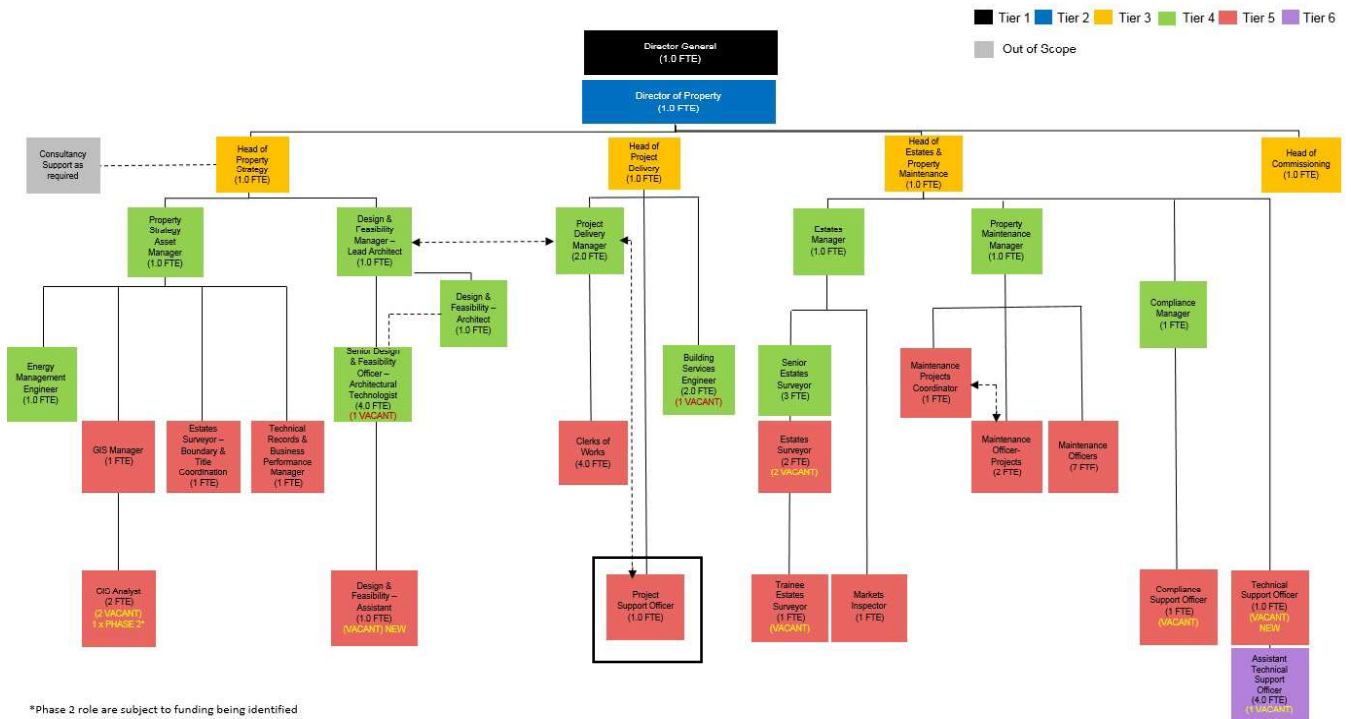 Tier 1 Tier 2 Tier 3 Tier 4 Tier 5 Tier 6
Out of Scope
Director General
(1.0 FTE)
Director of Property
(1.0 FTE)
Consultancy
Support as
required
Head of
Property
Strategy
(1.0 FTE)
Head of
Project
Delivery
(1.0 FTE)
Head of
Estates &
Property
Maintenance
(1.0 FTE)
Head of
Commissioning
(1.0 FTE)
Property
Strategy
Asset
Manager
(1.0 FTE)
Design &
Feasibility
Manager –
Lead Architect
(1.0 FTE)
Project
Delivery
Manager
(2.0 FTE)
Estates
Manager
(1.0 FTE)
Property
Maintenance
Manager
(1.0 FTE)
Design &
Feasibility –
Architect
(1.0 FTE)
Compliance
Manager
(1 FTE)
Energy
Management
Engineer
(1.0 FTE)
Senior Design
& Feasibility
Officer –
Architectural
Technologist
(4.0 FTE)
(1 VACANT)
Building
Services
Engineer
(2.0 FTE)
(1 VACANT)
Senior
Estates
Surveyor
(3 FTE)
Maintenance
Projects
Coordinator
(1 FTE)
GIS Manager
(1 FTE)
Estates
Surveyor –
Boundary &
Title
Coordination
(1 FTE)
Technical
Records &
Business
Performance
Manager
(1 FTE)
Clerks of
Works
(4.0 FTE)
Estates
Surveyor
(2 FTE)
(2 VACANT)
Maintenance
Officer-
Projects
(2 FTE)
Maintenance
Officers
(7 FTF)
GIS Analyst
(2 FTE)
(2 VACANT)
1 x PHASE 2*
Design &
Feasibility –
Assistant
(1.0 FTE)
(VACANT) NEW
Project
Support Officer
(1.0 FTE)
Trainee
Estates
Surveyor
(1 FTE)
(VACANT)
Markets
Inspector
(1 FTE)
Compliance
Support Officer
(1 FTE)
(VACANT)
Technical
Support Officer
(1.0 FTE)
(VACANT)
NEW
Assistant
Technical
Support
Officer
(4.0 FTE)
(1 VACANT)
*Phase 2 role are subject to funding being identified